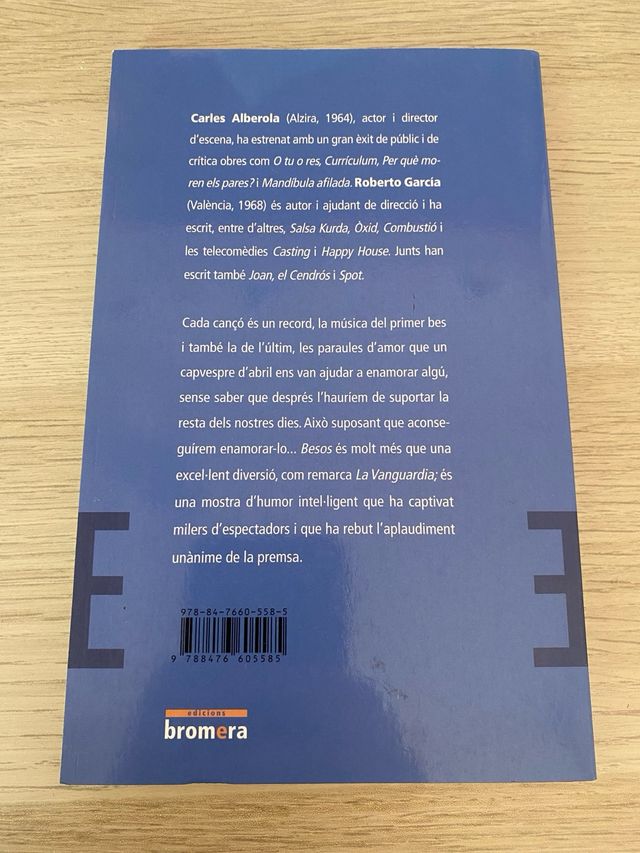 Carles Alberola (Alzira, 1964), actor i director
d'escena, ha estrenat amb un gran èxit de públic i de
crítica obres com O tu o res, Currículum, Per què mo-
ren els pares? i Mandíbula afilada. Roberto García
(València, 1968) és autor i ajudant de direcció i ha
escrit, entre d'altres, Salsa Kurda, Òxid, Combustió i
les telecomèdies Casting i Happy House. Junts han
escrit també Joan, el Cendrós i Spot.
Cada cançó és un record, la música del primer bes
i també la de l'últim, les paraules d'amor que un
capvespre d'abril ens van ajudar a enamorar algú,
sense saber que després l'hauríem de suportar la
resta dels nostres dies. Això suposant que aconse-
guírem enamorar-lo... Besos és molt més que una
excel·lent diversió, com remarca La Vanguardia; és
una mostra d'humor intel·ligent que ha captivat
milers d'espectadors i que ha rebut l'aplaudiment
unànime de la premsa.
E
E
978-84-7660-558-5
9 788476 605585
edicions
bromera